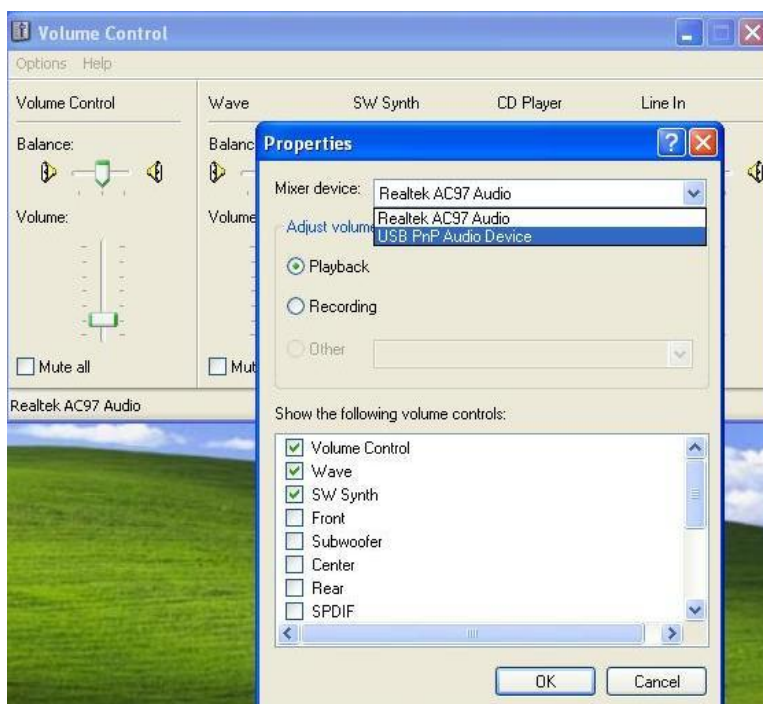 Volume Control
Options Help
Volume Control Wave SW Synth CD Player Line In
Balance: Balanc
Properties
Mixer device: Realtek AC97 Audio
Realtek AC97 Audio
USB PnP Audio Device
Volume: Volume
Adjust volume
Playback
Recording
Other
Mute all Mut
Realtek AC97 Audio
Show the following volume controls:
Volume Control
Wave
SW Synth
Front
Subwoofer
Center
Rear
SPDIF
OK Cancel